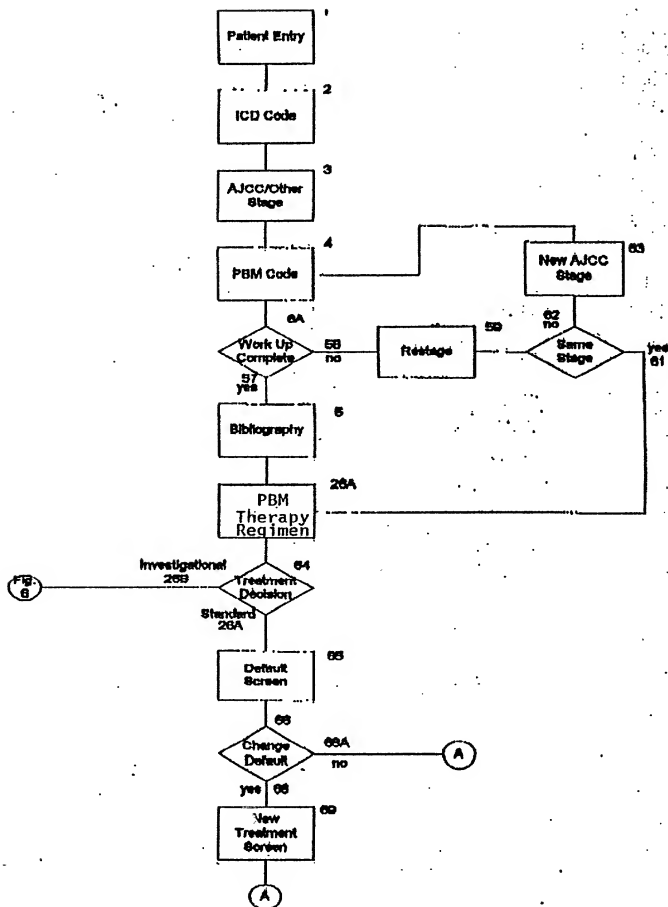 1
Patient Entry
2
ICD Code
3
AJCC/Other
Stage
4
PBM Code
63
New AJCC
Stage
6A
Work Up
Complete
58
no
59
Restage
62
no
Same
Stage
yes
61
57
yes
5
Bibliography
26A
PBM
Therapy
Regimen
Investigational
26B
64
Treatment
Decision
Fig.
6
Standard
26A
65
Default
Screen
66
Change
Default
66A
no
A
yes 68
69
New
Treatment
Screen
A